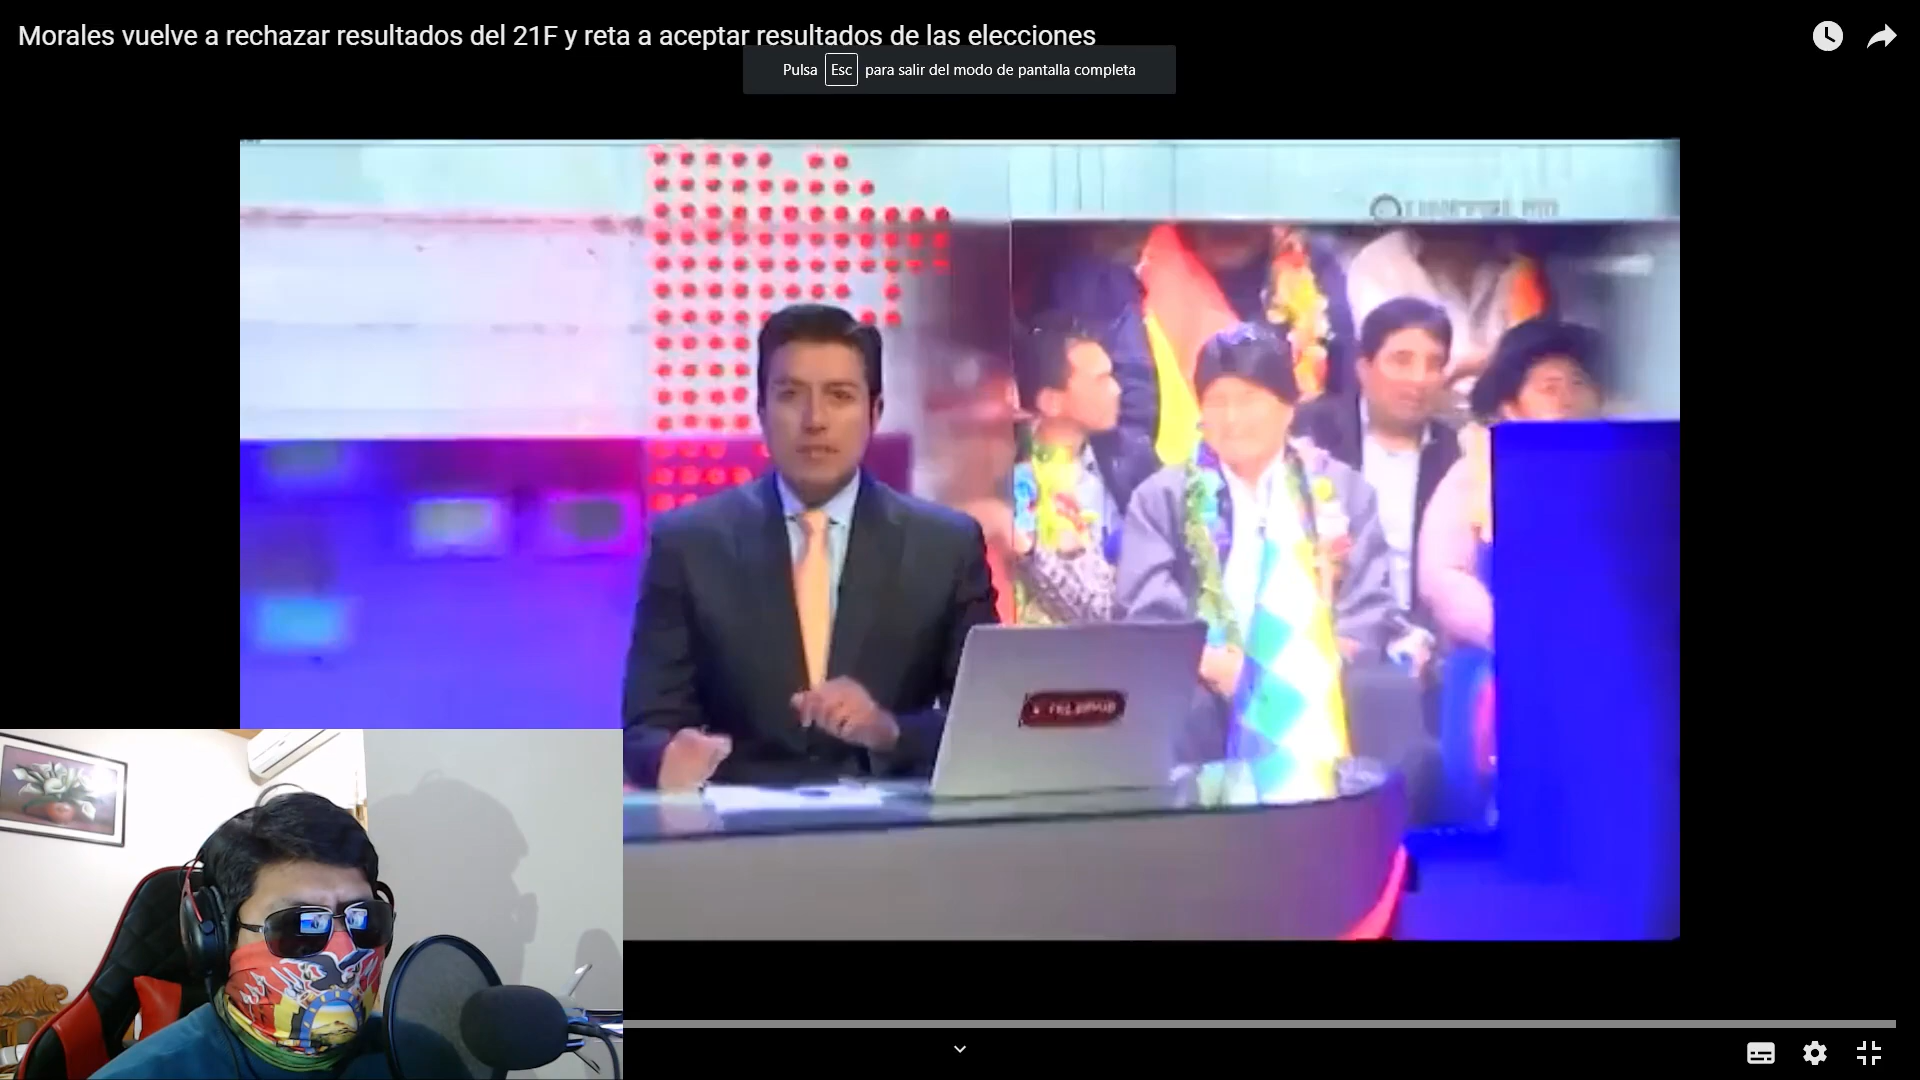 Morales vuelve a rechazar resultados del 21F y reta a aceptar resultados de las elecciones
Pulsa Esc para salir del modo de pantalla completa